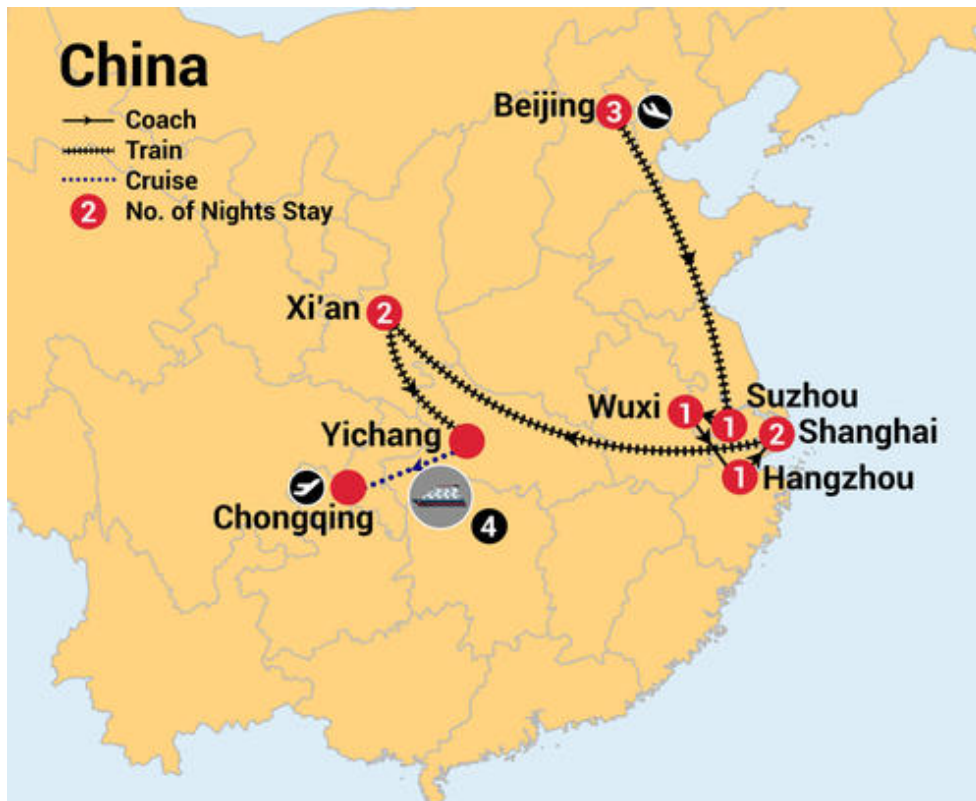 China
Coach
Train
Cruise
2 No. of Nights Stay
Beijing 3
Xi'an 2
Wuxi 1
Suzhou
1
2 Shanghai
1 Hangzhou
Yichang
Chongqing
4